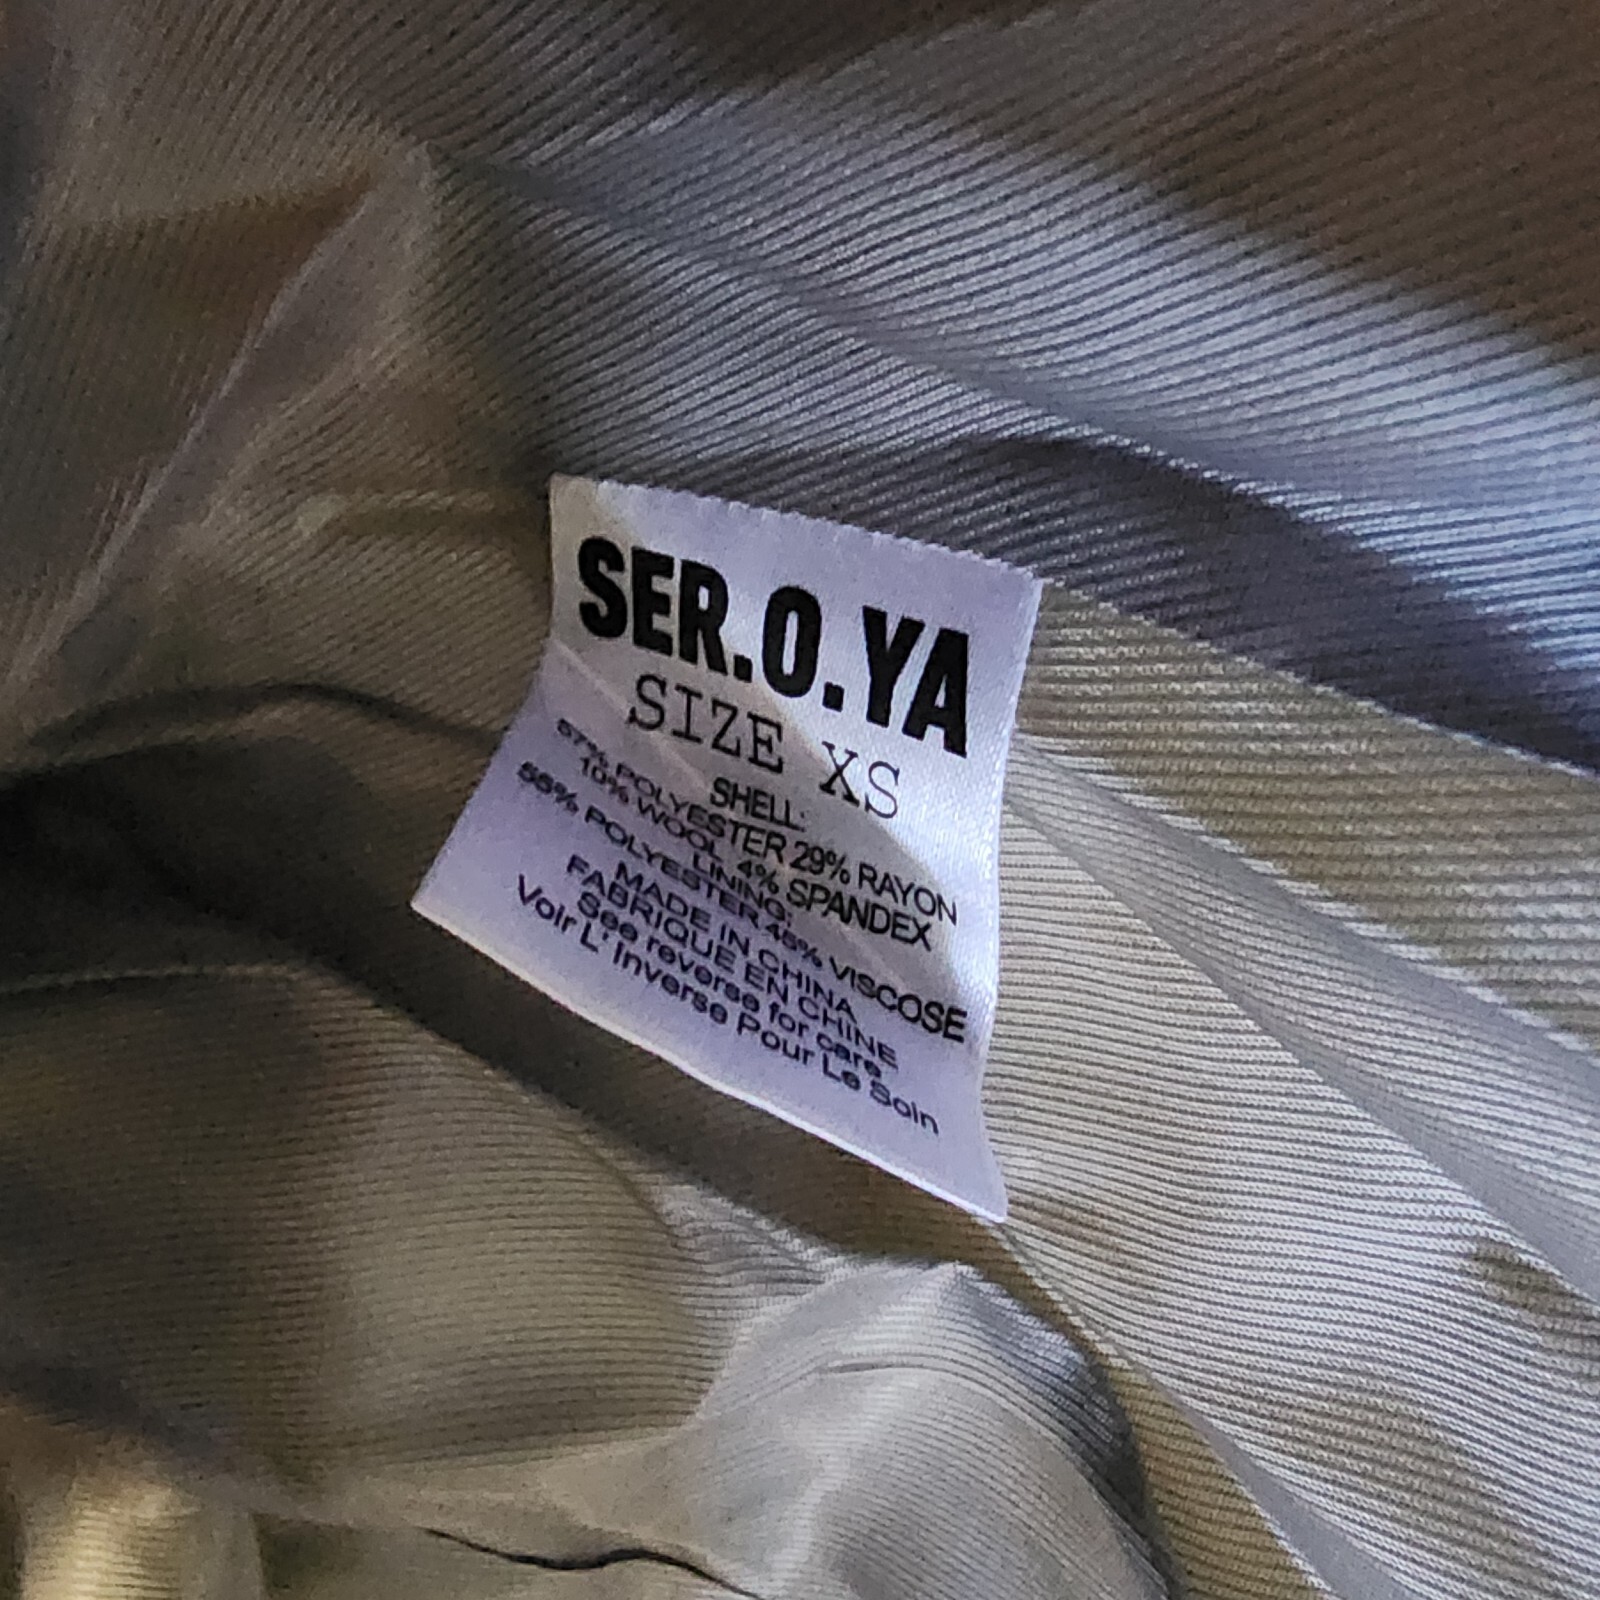 SER.O.YA
SIZE XS
SHELL:
57% POLYESTER 29% RAYON
10% WOOL 4% SPANDEX
LINING:
55% POLYESTER 45% VISCOSE
MADE IN CHINA
FABRIQUE EN CHINE
See reverse for care
Voir L' Inverse Pour Le Soin